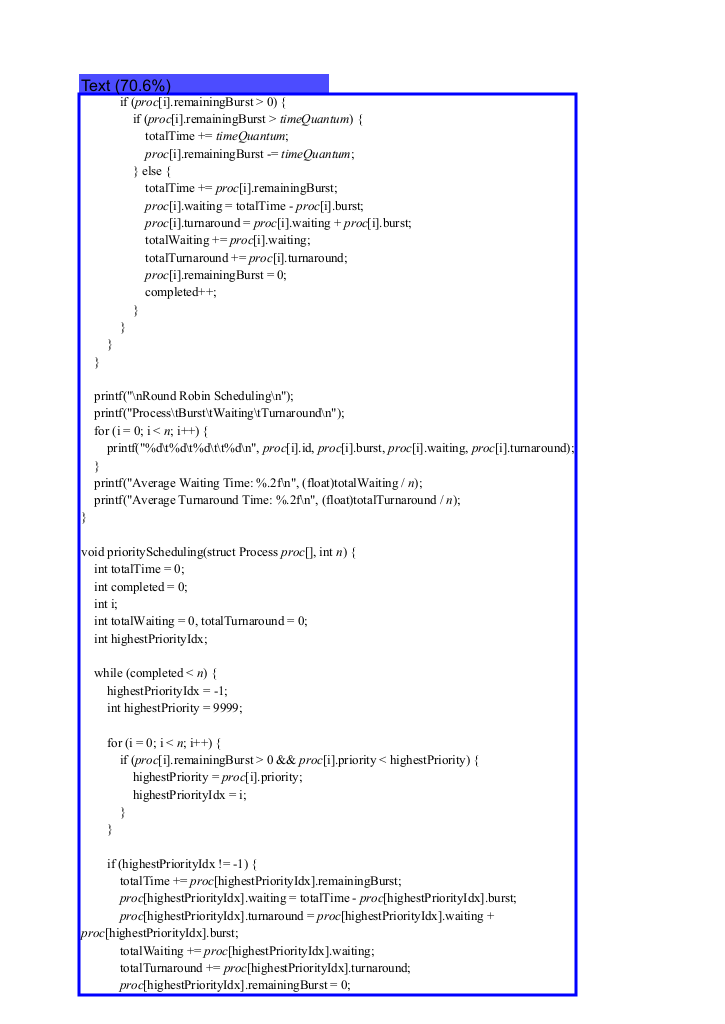 Text (70.6%)
if (proc[i].remainingBurst > 0) {
if (proc[i].remainingBurst > timeQuantum) {
totalTime += timeQuantum;
proc[i].remainingBurst -= timeQuantum;
} else {
totalTime += proc[i].remainingBurst;
proc[i].waiting = totalTime - proc[i].burst;
proc[i].turnaround = proc[i].waiting + proc[i].burst;
totalWaiting += proc[i].waiting;
totalTurnaround += proc[i].turnaround;
proc[i].remainingBurst = 0;
completed++;
}
}
}
}
printf("\nRound Robin Scheduling\n");
printf("Process\tBurst\tWaiting\tTurnaround\n");
for (i = 0; i < n; i++) {
printf("%d\t%d\t%d\t\t%d\n", proc[i].id, proc[i].burst, proc[i].waiting, proc[i].turnaround);
}
printf("Average Waiting Time: %.2f\n", (float)totalWaiting / n);
printf("Average Turnaround Time: %.2f\n", (float)totalTurnaround / n);
}
void priorityScheduling(struct Process proc[], int n) {
int totalTime = 0;
int completed = 0;
int i;
int totalWaiting = 0, totalTurnaround = 0;
int highestPriorityIdx;
while (completed < n) {
highestPriorityIdx = -1;
int highestPriority = 9999;
for (i = 0; i < n; i++) {
if (proc[i].remainingBurst > 0 && proc[i].priority < highestPriority) {
highestPriority = proc[i].priority;
highestPriorityIdx = i;
}
}
if (highestPriorityIdx != -1) {
totalTime += proc[highestPriorityIdx].remainingBurst;
proc[highestPriorityIdx].waiting = totalTime - proc[highestPriorityIdx].burst;
proc[highestPriorityIdx].turnaround = proc[highestPriorityIdx].waiting +
proc[highestPriorityIdx].burst;
totalWaiting += proc[highestPriorityIdx].waiting;
totalTurnaround += proc[highestPriorityIdx].turnaround;
proc[highestPriorityIdx].remainingBurst = 0;